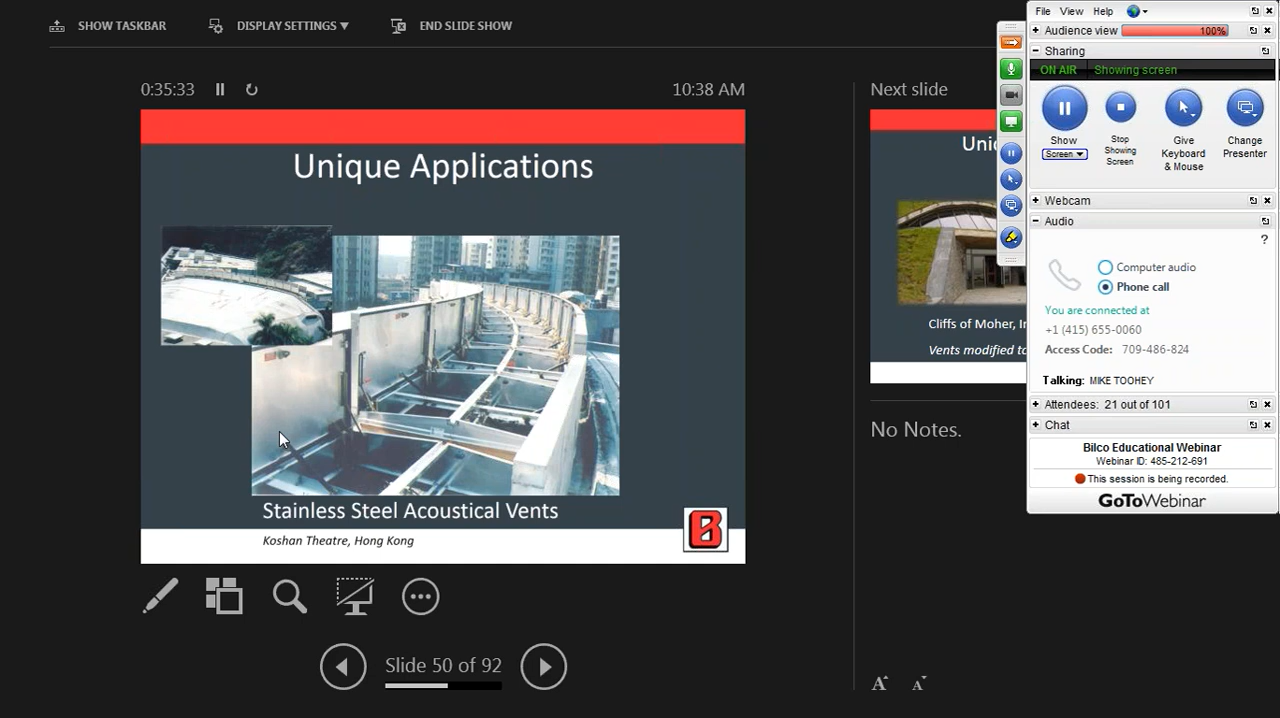 SHOW TASKBAR
DISPLAY SETTINGS ▼
END SLIDE SHOW
0:35:33
10:38 AM
Unique Applications
Stainless Steel Acoustical Vents
Koshan Theatre, Hong Kong
B
Slide 50 of 92
Next slide
Uni
Cliffs of Moher, Ir
Vents modified to
No Notes.
A A
File View Help
Audience view 100%
Sharing
ON AIR Showing screen
Show
Screen
Stop
Showing
Screen
Give
Keyboard
& Mouse
Change
Presenter
Webcam
Audio
?
Computer audio
Phone call
You are connected at
+1 (415) 655-0060
Access Code: 709-486-824
Talking: MIKE TOOHEY
Attendees: 21 out of 101
Chat
Bilco Educational Webinar
Webinar ID: 485-212-691
This session is being recorded.
GoToWebinar